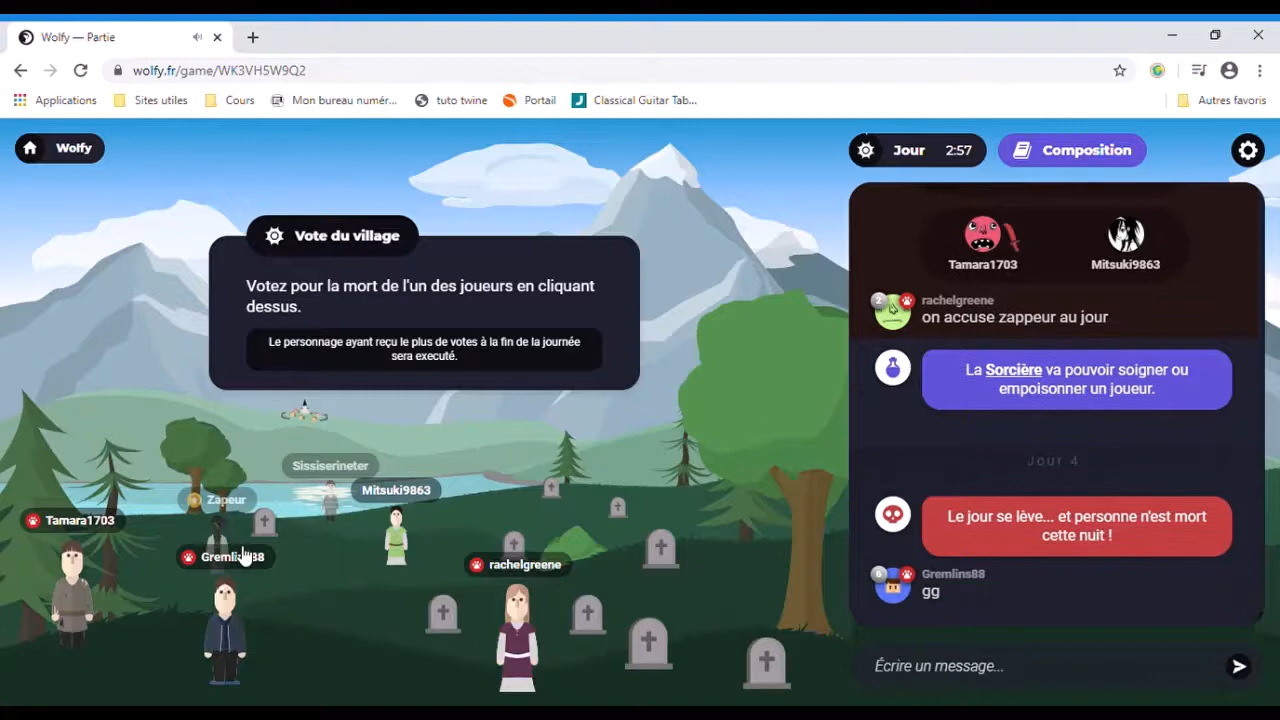 Wolfy — Partie
wolfy.fr/game/WK3VH5W9Q2
Applications Sites utiles Cours Mon bureau numér... tuto twine Portail Classical Guitar Tab... Autres favoris
Wolfy
Jour 2:57 Composition
Vote du village
Votez pour la mort de l'un des joueurs en cliquant
dessus.
Le personnage ayant reçu le plus de votes à la fin de la journée
sera executé.
Sissiserineter
Mitsuki9863
Zapeur
Tamara1703
Gremlins88
rachelgreene
Tamara1703 Mitsuki9863
2
rachelgreene
on accuse zappeur au jour
La Sorcière va pouvoir soigner ou
empoisonner un joueur.
Jour 4
Le jour se lève... et personne n'est mort
cette nuit !
6
Gremlins88
gg
Écrire un message...